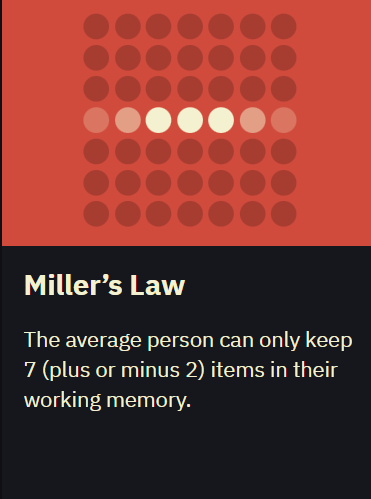 Miller’s Law
The average person can only keep
7 (plus or minus 2) items in their
working memory.